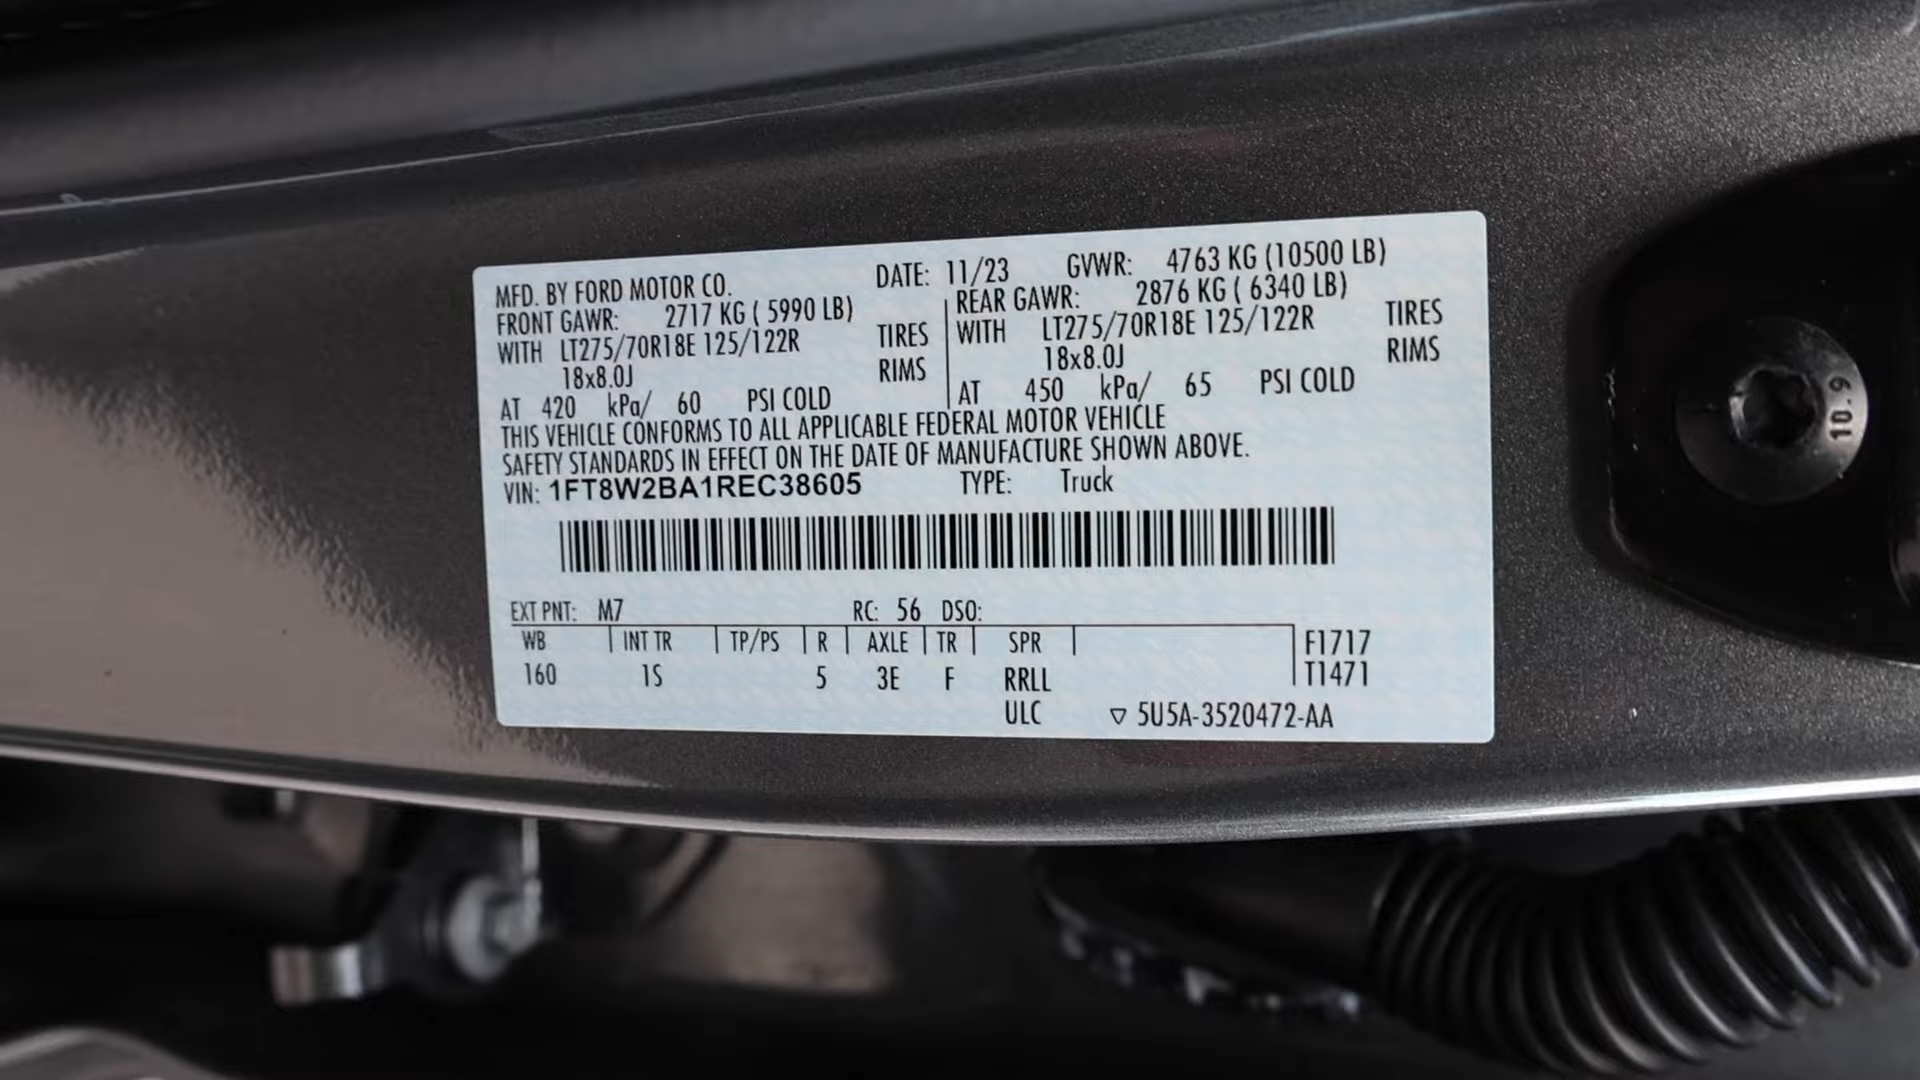 MFD. BY FORD MOTOR CO. DATE: 11/23 GVWR: 4763 KG (10500 LB)
FRONT GAWR: 2717 KG ( 5990 LB) REAR GAWR: 2876 KG ( 6340 LB)
WITH LT275/70R18E 125/122R TIRES WITH LT275/70R18E 125/122R TIRES
18x8.0J RIMS 18x8.0J RIMS
AT 420 kPa/ 60 PSI COLD AT 450 kPa/ 65 PSI COLD
THIS VEHICLE CONFORMS TO ALL APPLICABLE FEDERAL MOTOR VEHICLE
SAFETY STANDARDS IN EFFECT ON THE DATE OF MANUFACTURE SHOWN ABOVE.
VIN: 1FT8W2BA1REC38605 TYPE: Truck
EXT PNT: M7 RC: 56 DSO:
WB INT TR TP/PS R AXLE TR SPR F1717
160 1S 5 3E F RRLL T1471
ULC ▽ 5U5A-3520472-AA
10.9